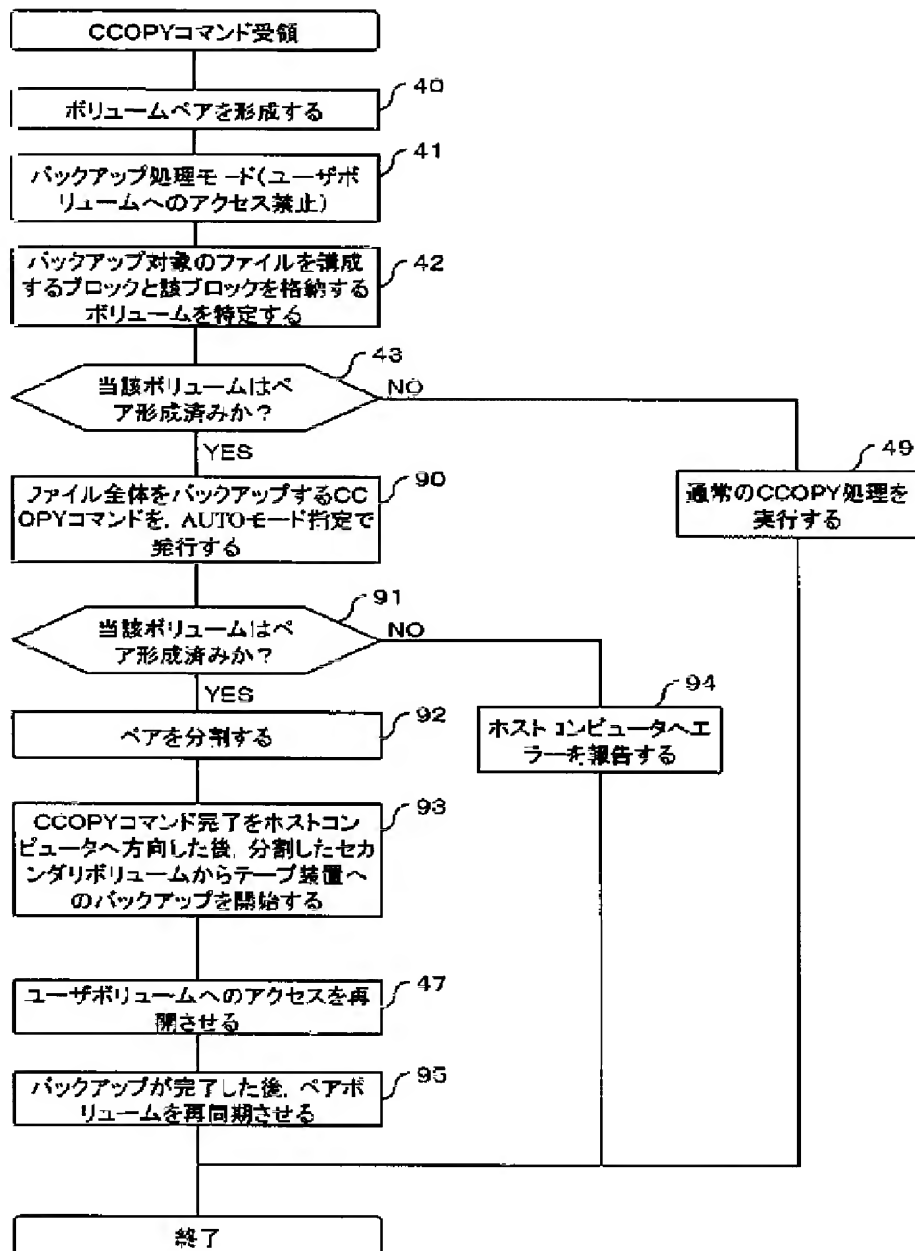 CCOPYコマンド受領
40
ボリュームペアを形成する
41
バックアップ処理モード(ユーザボ
リュームへのアクセス禁止)
42
バックアップ対象のファイルを構成
するブロックと該ブロックを格納する
ボリュームを特定する
43
当該ボリュームはペ
ア形成済みか?
NO
YES
49
通常のCCOPY処理を
実行する
90
ファイル全体をバックアップするCC
OPYコマンドを,AUTOモード指定で
発行する
91
当該ボリュームはペ
ア形成済みか?
NO
YES
94
ホストコンピュータへエ
ラーを報告する
92
ペアを分割する
93
CCOPYコマンド完了をホストコン
ピュータへ方向した後,分割したセカ
ンダリボリュームからテープ装置へ
のバックアップを開始する
47
ユーザボリュームへのアクセスを再
開させる
95
バックアップが完了した後,ペアボ
リュームを再同期させる
終了